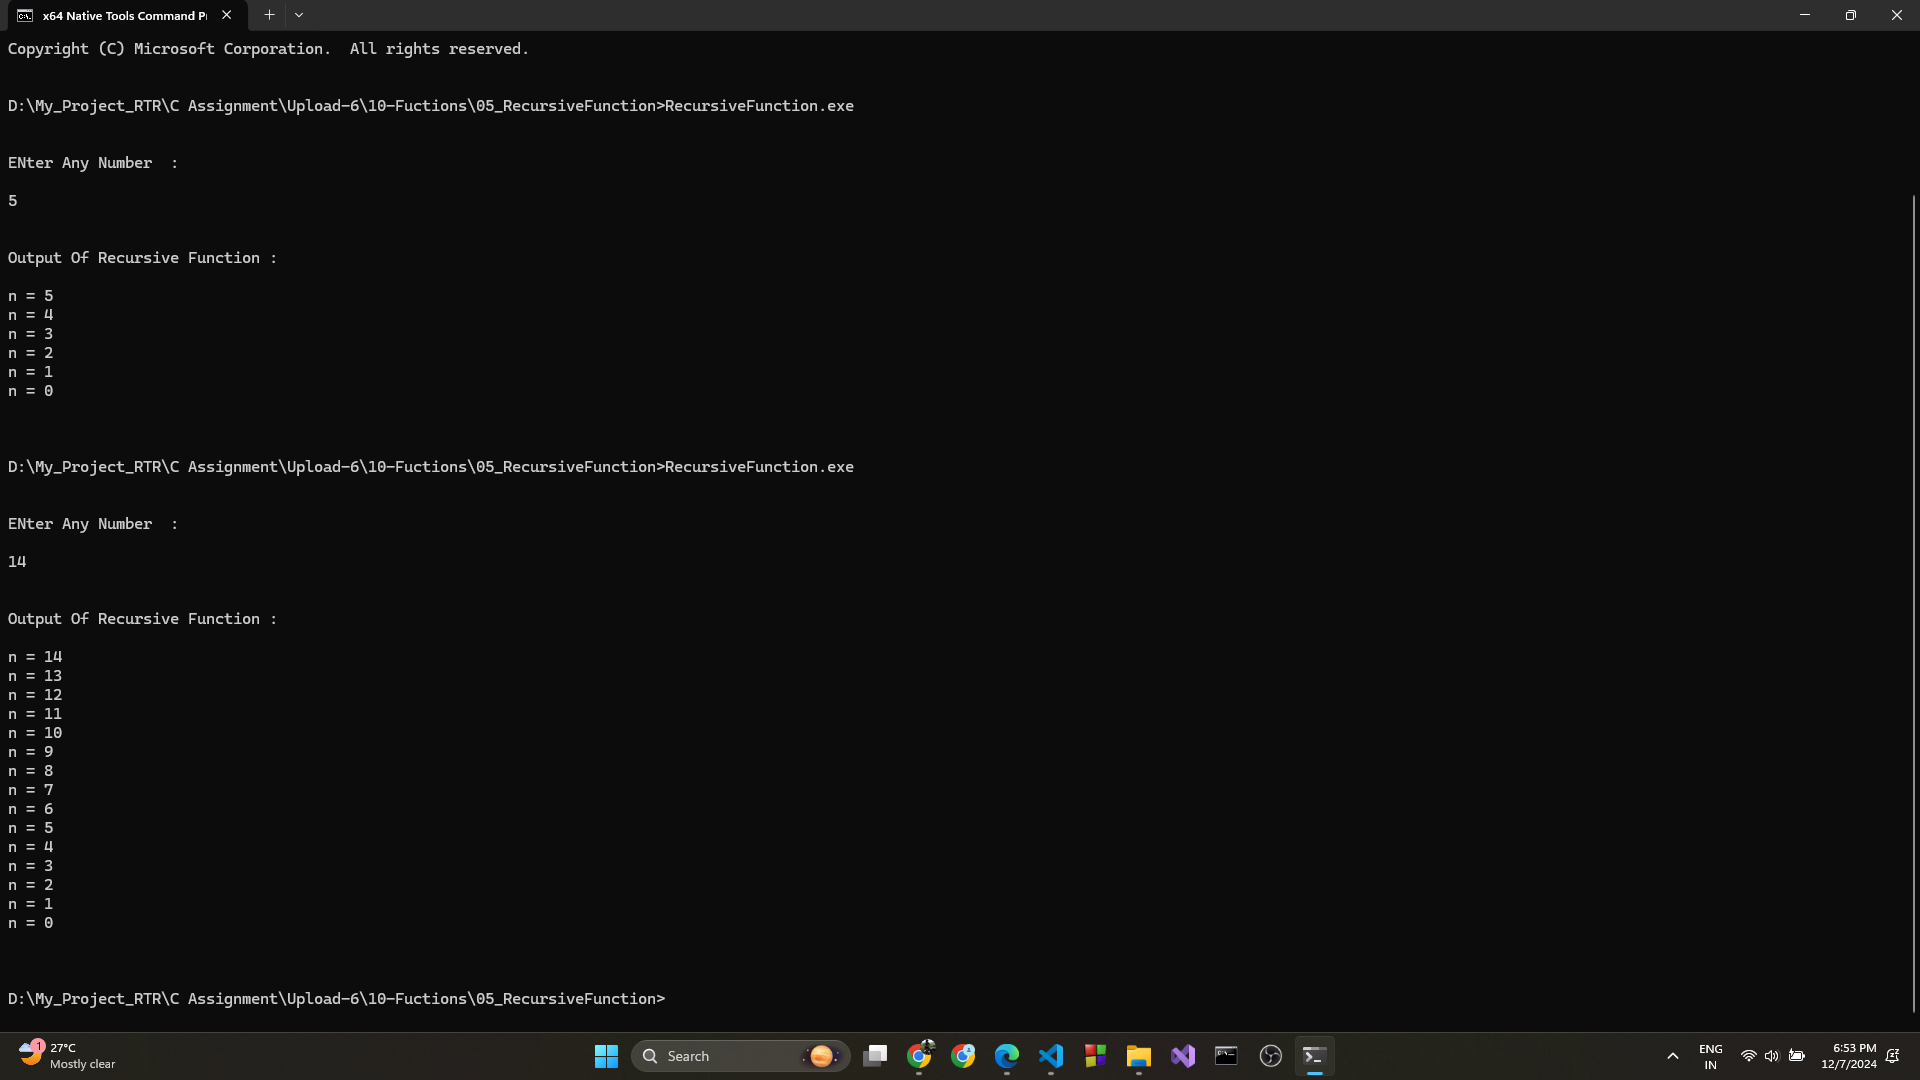 x64 Native Tools Command P
Copyright (C) Microsoft Corporation.  All rights reserved.
D:\My_Project_RTR\C Assignment\Upload-6\10-Fuctions\05_RecursiveFunction>RecursiveFunction.exe
ENter Any Number  :
5
Output Of Recursive Function :
n = 5
n = 4
n = 3
n = 2
n = 1
n = 0
D:\My_Project_RTR\C Assignment\Upload-6\10-Fuctions\05_RecursiveFunction>RecursiveFunction.exe
ENter Any Number  :
14
Output Of Recursive Function :
n = 14
n = 13
n = 12
n = 11
n = 10
n = 9
n = 8
n = 7
n = 6
n = 5
n = 4
n = 3
n = 2
n = 1
n = 0
D:\My_Project_RTR\C Assignment\Upload-6\10-Fuctions\05_RecursiveFunction>
1
27°C
Mostly clear
Search
ENG
IN
6:53 PM
12/7/2024